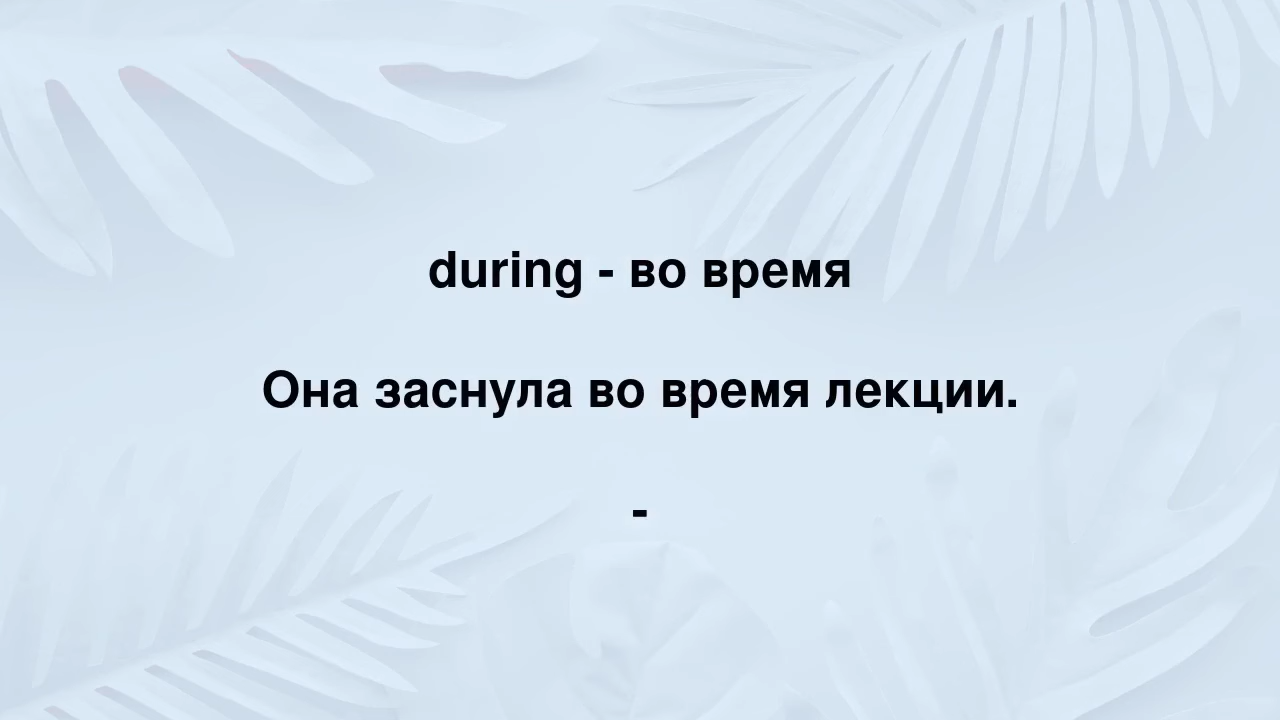 during - во время
Она заснула во время лекции.
-